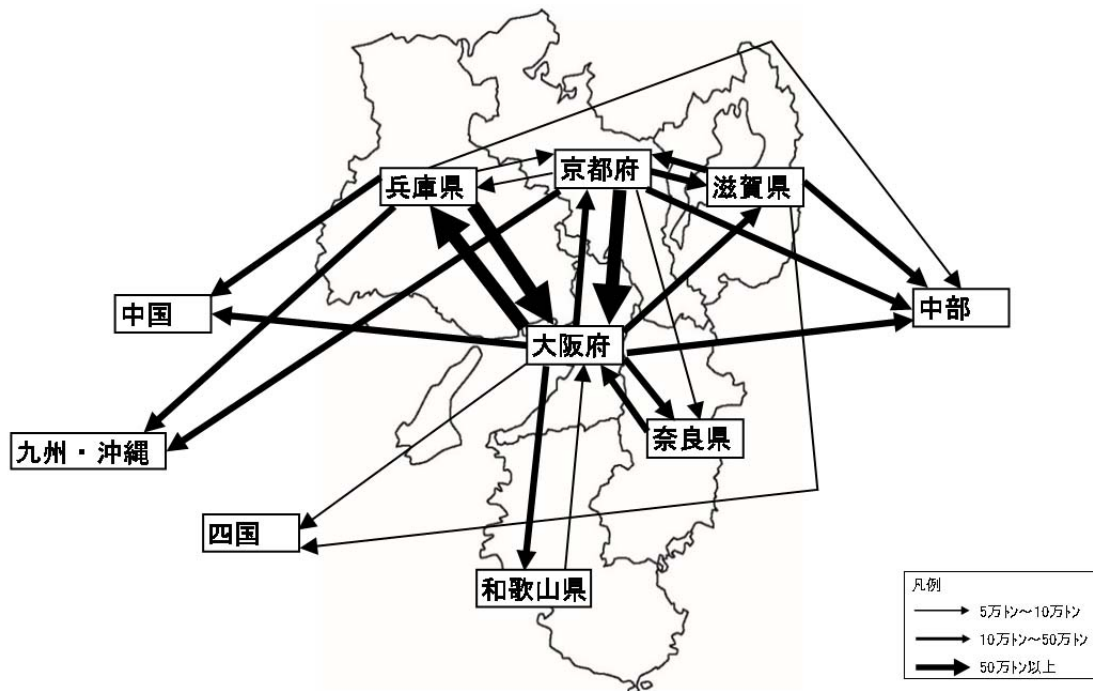 京都府
兵庫県
滋賀県
中国
中部
大阪府
九州・沖縄
奈良県
四国
和歌山県
凡例
5万トン～10万トン
10万トン～50万トン
50万トン以上